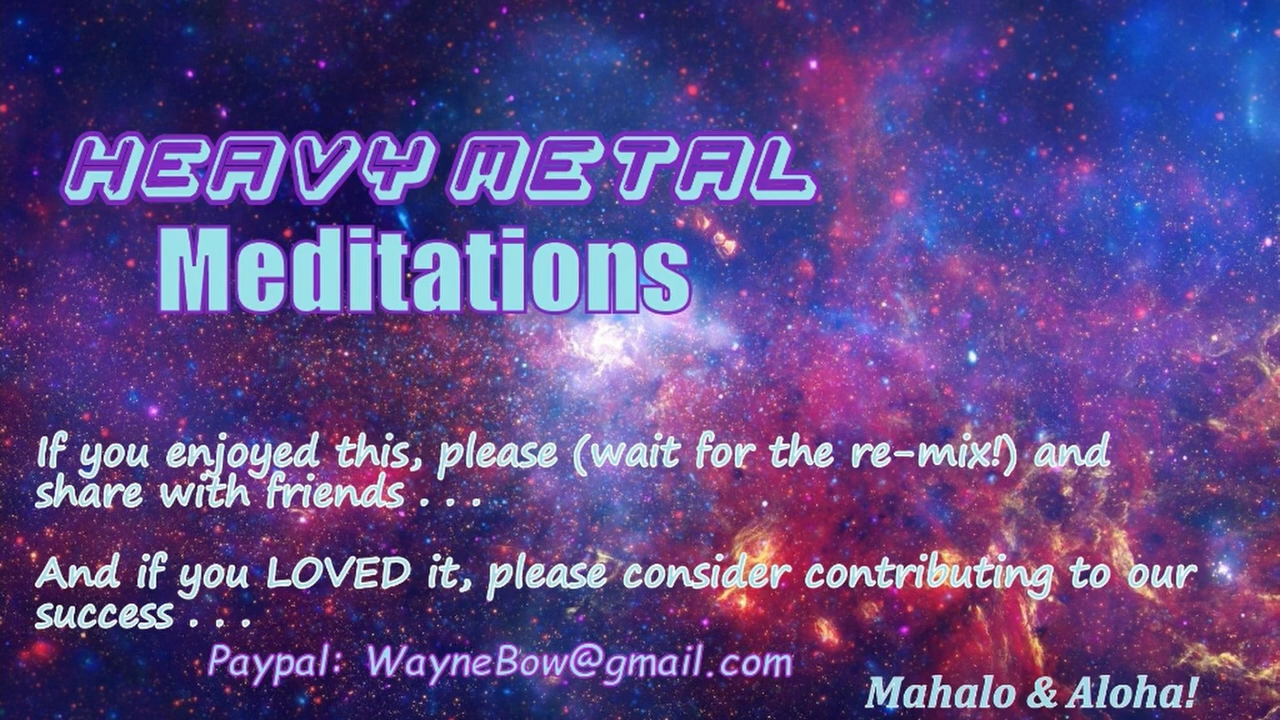 HEAVY METAL
Meditations
If you enjoyed this, please (wait for the re-mix!) and
share with friends . . .
And if you LOVED it, please consider contributing to our
success . . .
Paypal: WayneBow@gmail.com
Mahalo & Aloha!